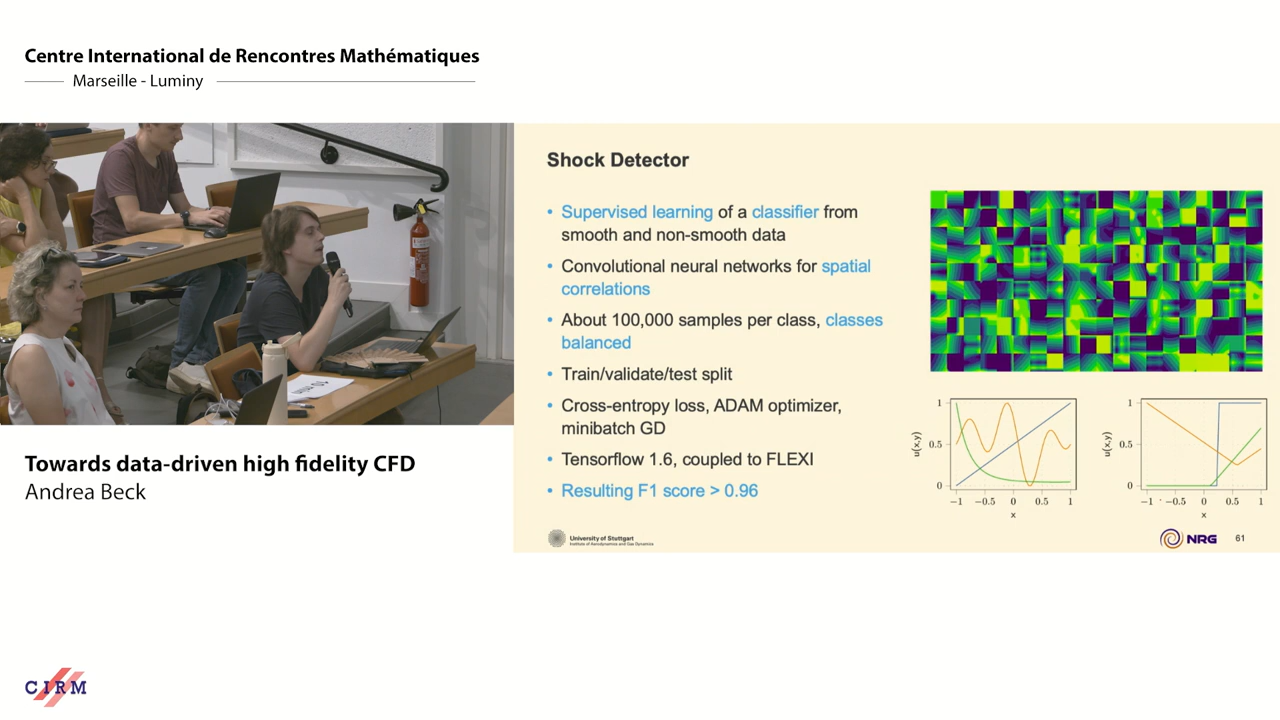 Centre International de Rencontres Mathématiques
Marseille - Luminy
Shock Detector
• Supervised learning of a classifier from
smooth and non-smooth data
• Convolutional neural networks for spatial
correlations
• About 100,000 samples per class, classes
balanced
• Train/validate/test split
• Cross-entropy loss, ADAM optimizer,
minibatch GD
• Tensorflow 1.6, coupled to FLEXI
• Resulting F1 score > 0.96
1
0.5
0
u(x,y)
−1 −0.5 0 0.5 1
x
1
0.5
0
u(x,y)
−1 −0.5 0 0.5 1
x
University of Stuttgart
Institute of Aerodynamics and Gas Dynamics
NRG
61
Towards data-driven high fidelity CFD
Andrea Beck
CIRM